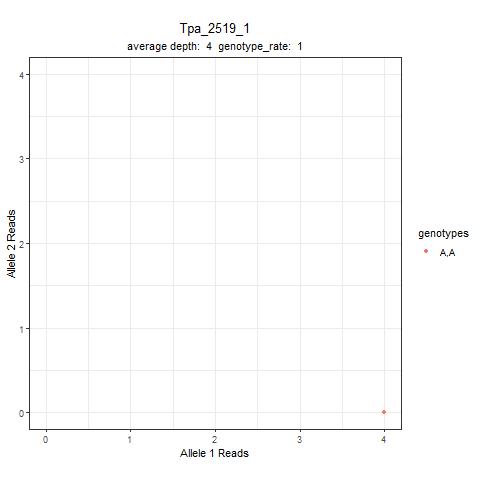 Tpa_2519_1
average depth: 4 genotype_rate: 1
4
3
2
1
0
Allele 2 Reads
0 1 2 3 4
Allele 1 Reads
genotypes
A,A